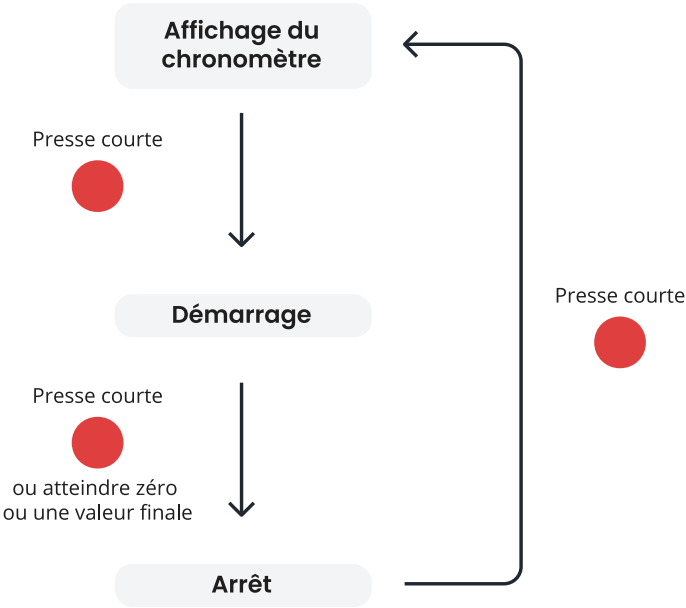 Affichage du
chronomètre
Presse courte
Démarrage
Presse courte
Presse courte
ou atteindre zéro
ou une valeur finale
Arrêt